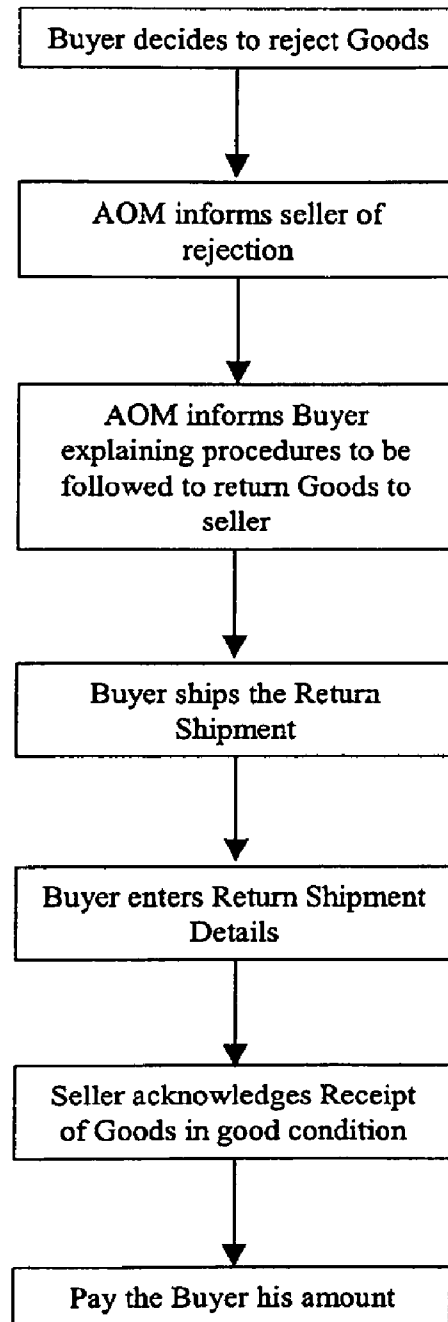 Buyer decides to reject Goods
AOM informs seller of
rejection
AOM informs Buyer
explaining procedures to be
followed to return Goods to
seller
Buyer ships the Return
Shipment
Buyer enters Return Shipment
Details
Seller acknowledges Receipt
of Goods in good condition
Pay the Buyer his amount